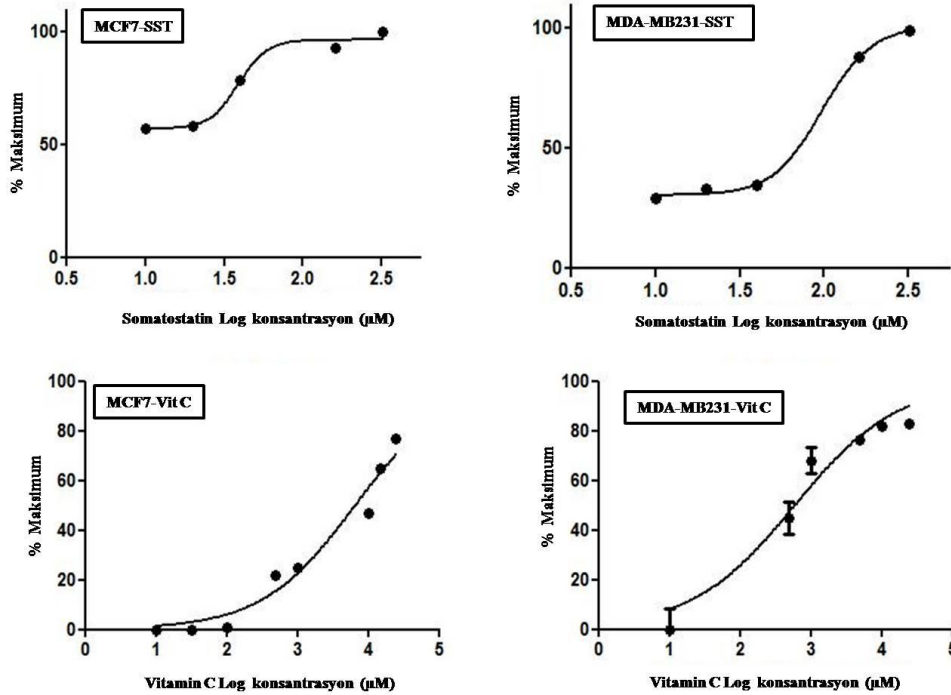 MCF7-SST
% Maksimum
100
50
0
0.5 1.0 1.5 2.0 2.5
Somatostatin Log konsantrasyon (µM)
MDA-MB231-SST
% Maksimum
100
50
0
0.5 1.0 1.5 2.0 2.5
Somatostatin Log konsantrasyon (µM)
MCF7-Vit C
% Maksimum
100
80
60
40
20
0
0 1 2 3 4 5
Vitamin C Log konsantrasyon (µM)
MDA-MB231-Vit C
% Maksimum
100
80
60
40
20
0
0 1 2 3 4 5
Vitamin C Log konsantrasyon (µM)